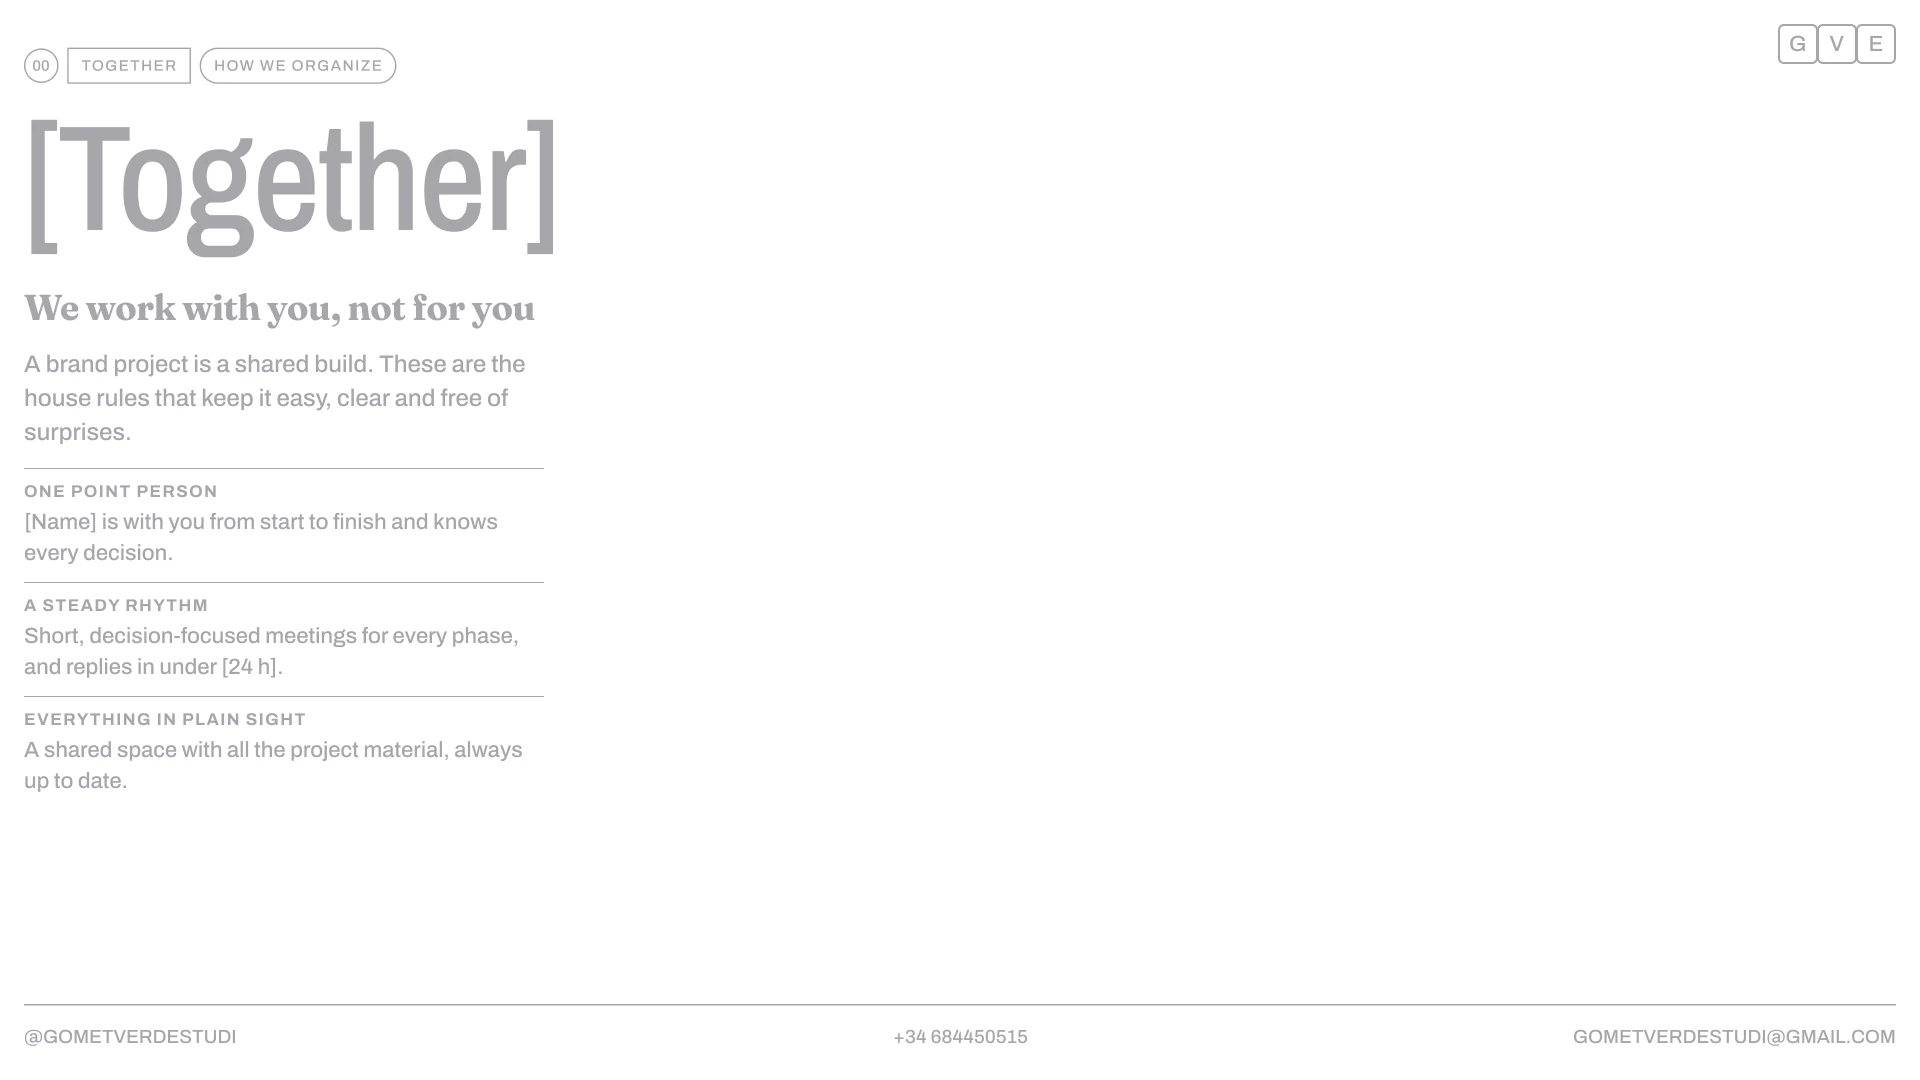 00 TOGETHER HOW WE ORGANIZE
G V E
[Together]
We work with you, not for you
A brand project is a shared build. These are the
house rules that keep it easy, clear and free of
surprises.
ONE POINT PERSON
[Name] is with you from start to finish and knows
every decision.
A STEADY RHYTHM
Short, decision-focused meetings for every phase,
and replies in under [24 h].
EVERYTHING IN PLAIN SIGHT
A shared space with all the project material, always
up to date.
@GOMETVERDESTUDI
+34 684450515
GOMETVERDESTUDI@GMAIL.COM